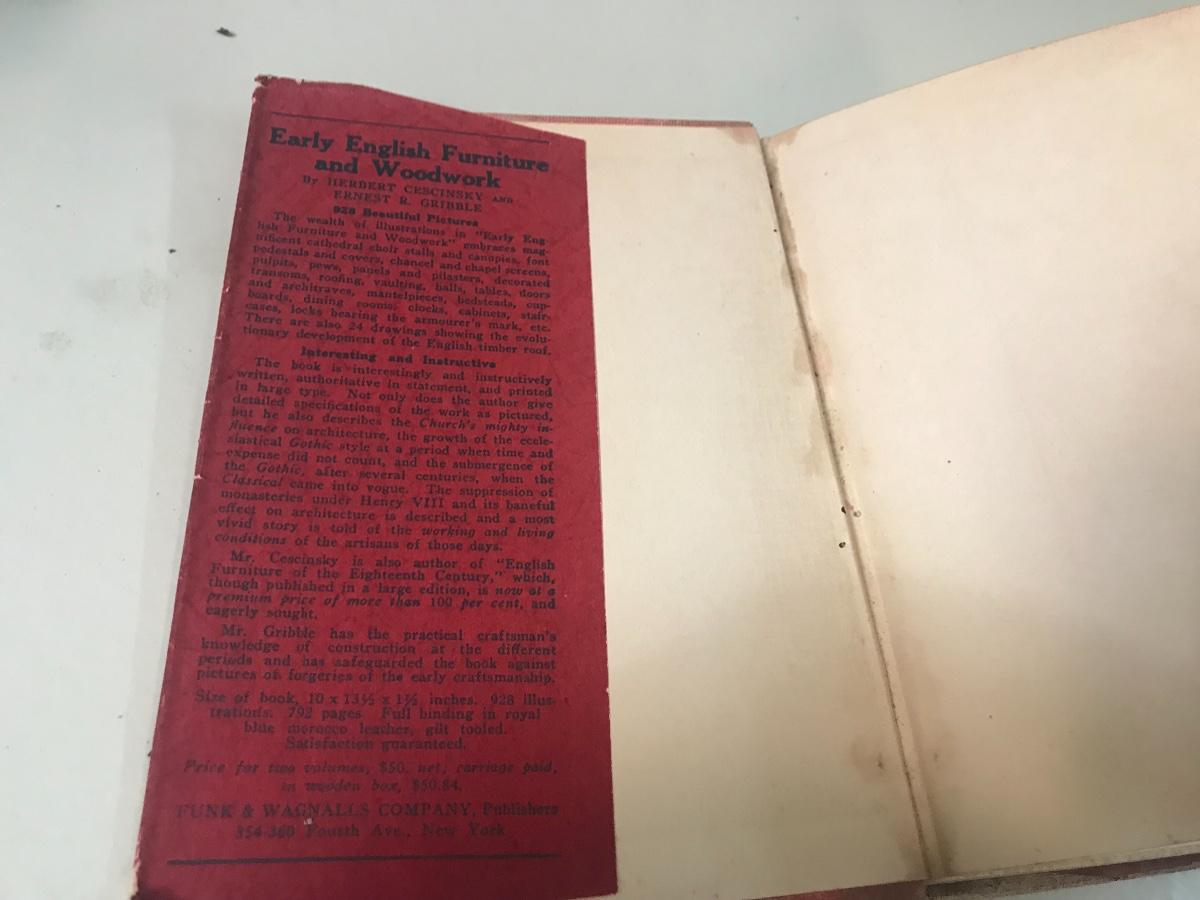 Early English Furniture
and Woodwork
By HERBERT CESCINSKY AND
ERNEST R. GRIBBLE
928 Beautiful Pictures
The wealth of illustrations in "Early Eng-
lish Furniture and Woodwork" embraces mag-
nificent cathedral choir stalls and canopies, font
pedestals and covers, chancel and chapel screens,
pulpits, pews, panels and pilasters, decorated
transoms, roofing, vaulting, halls, tables, doors
and architraves, mantelpieces, bedsteads, cup-
boards, dining rooms, clocks, cabinets, stair-
cases, locks bearing the armourer's mark, etc.
There are also 24 drawings showing the evolu-
tionary development of the English timber roof.
Interesting and Instructive
The book is interestingly and instructively
written, authoritative in statement, and printed
in large type. Not only does the author give
detailed specifications of the work as pictured,
but he also describes the Church's mighty in-
fluence on architecture, the growth of the eccle-
siastical Gothic style at a period when time and
expense did not count, and the submergence of
the Gothic, after several centuries, when the
Classical came into vogue. The suppression of
monasteries under Henry VIII and its baneful
effect on architecture is described and a most
vivid story is told of the working and living
conditions of the artisans of those days.
Mr. Cescinsky is also author of "English
Furniture of the Eighteenth Century," which,
though published in a large edition, is now at a
premium price of more than 100 per cent, and
eagerly sought.
Mr. Gribble has the practical craftsman's
knowledge of construction at the different
periods and has safeguarded the book against
pictures of forgeries of the early craftsmanship.
Size of book, 10 x 13½ x 1½ inches. 928 illus-
trations. 792 pages Full binding in royal
blue morocco leather, gilt tooled.
Satisfaction guaranteed.
Price for two volumes, $50. net; carriage paid,
in wooden box, $50.84.
FUNK & WAGNALLS COMPANY, Publishers
354-360 Fourth Ave., New York